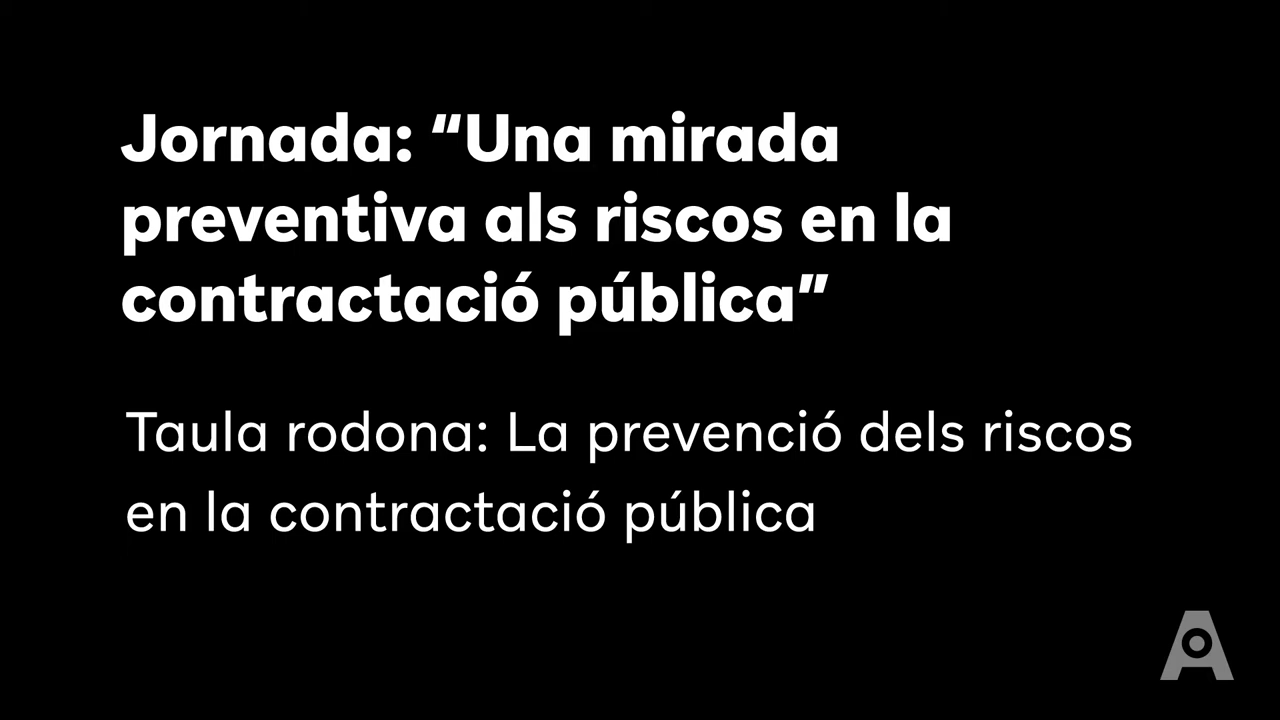 Jornada: “Una mirada
preventiva als riscos en la
contractació pública”
Taula rodona: La prevenció dels riscos
en la contractació pública